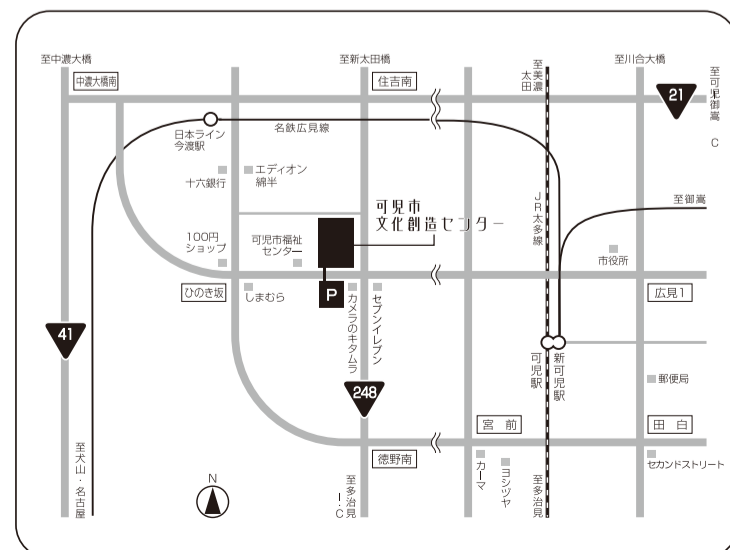 至中濃大橋
中濃大橋南
至新太田橋
住吉南
至美濃太田
至川合大橋
21
至可児御嵩 C
日本ライン
今渡駅
名鉄広見線
十六銀行
エディオン
綿半
JR太多線
至御嵩
可児市
文化創造センター
100円
ショップ
可児市福祉
センター
市役所
ひのき坂
しまむら
P
カメラのキタムラ
セブンイレブン
広見1
41
248
可児駅
新可児駅
郵便局
宮前
田白
徳野南
至犬山・名古屋
N
至多治見I.C
カーマ
ヨシヅヤ
至多治見
セカンドストリート